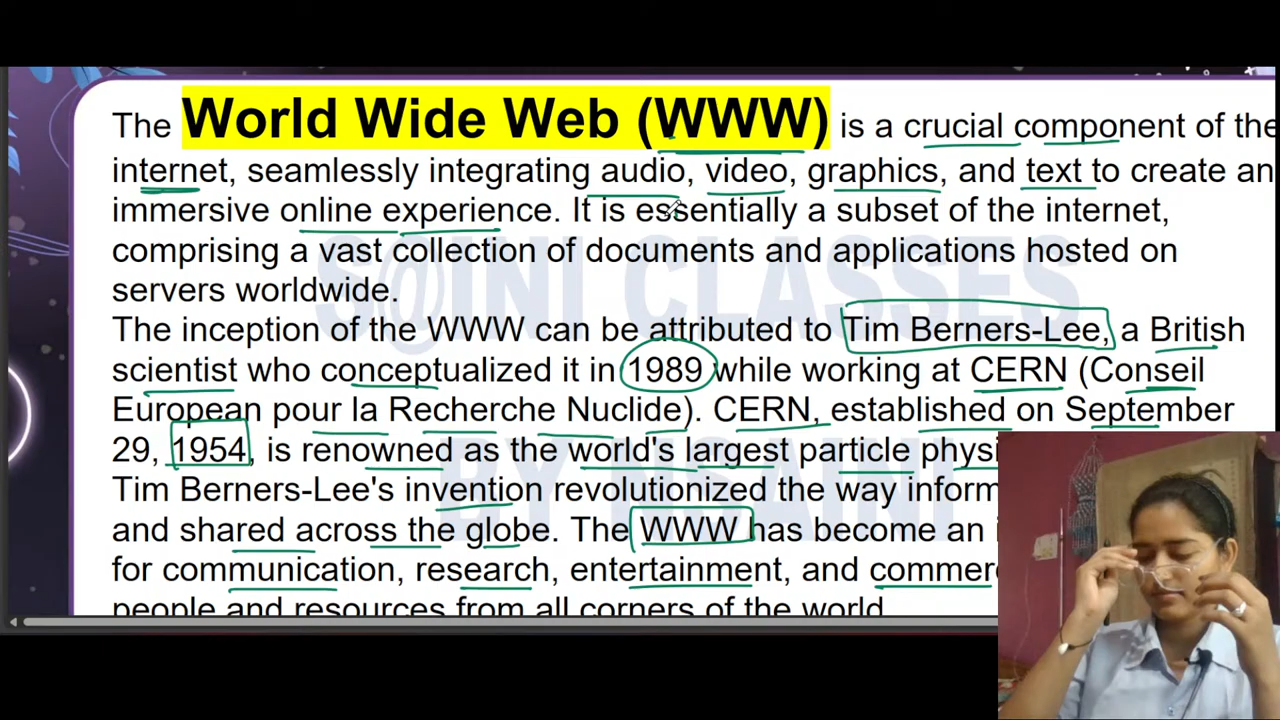 The World Wide Web (WWW) is a crucial component of the
internet, seamlessly integrating audio, video, graphics, and text to create an
immersive online experience. It is essentially a subset of the internet,
comprising a vast collection of documents and applications hosted on
servers worldwide.
The inception of the WWW can be attributed to Tim Berners-Lee, a British
scientist who conceptualized it in 1989 while working at CERN (Conseil
European pour la Recherche Nuclide). CERN, established on September
29, 1954, is renowned as the world's largest particle physi
Tim Berners-Lee's invention revolutionized the way inform
and shared across the globe. The WWW has become an
for communication, research, entertainment, and commerc
people and resources from all corners of the world
S@INI CLASSES
BY NSAINI